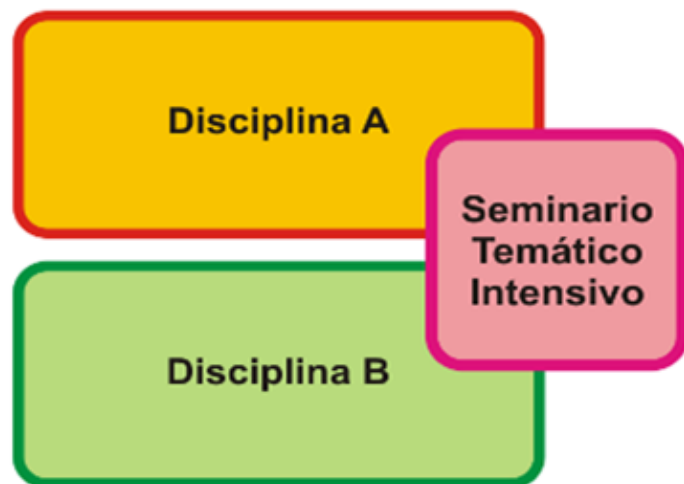 Disciplina A
Seminario
Temático
Intensivo
Disciplina B